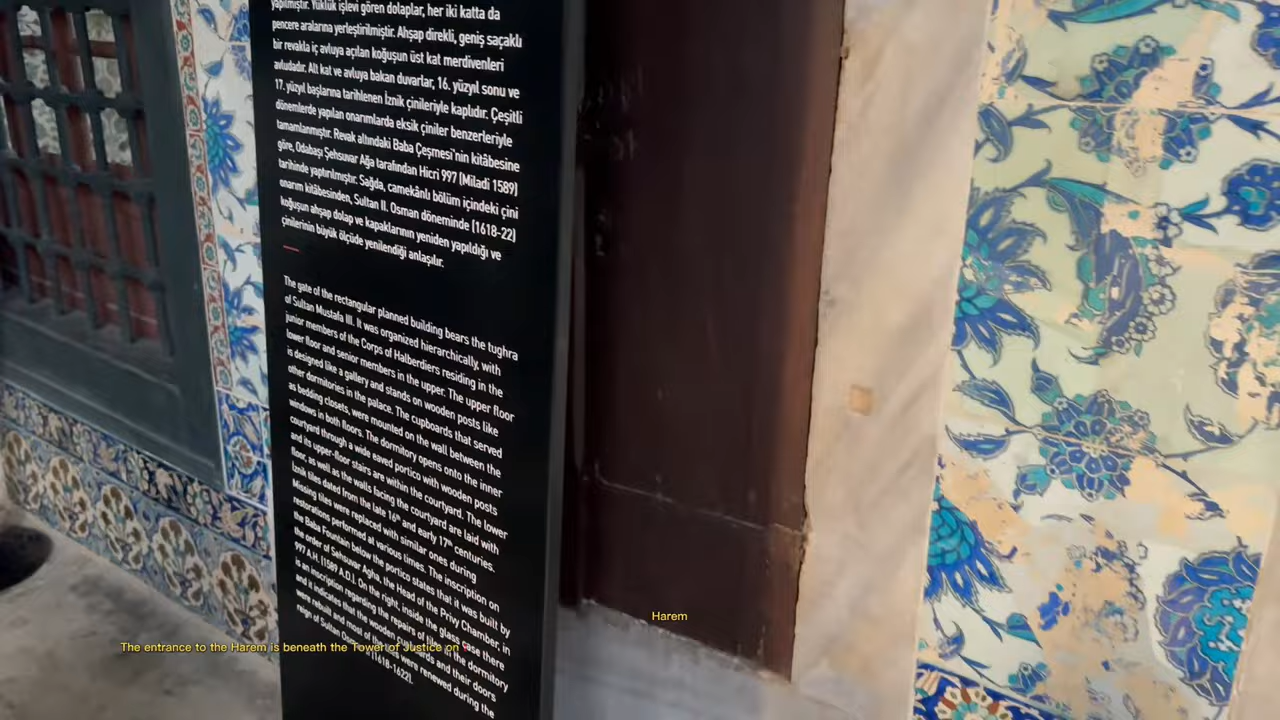 yapılmıştır. Yüklük işlevi gören dolaplar, her iki katta da
pencere aralarına yerleştirilmiştir. Ahşap direkli, geniş saçaklı
bir revakla iç avluya açılan koğuşun üst kat merdivenleri
avludadır. Alt kat ve avluya bakan duvarlar, 16. yüzyıl sonu ve
17. yüzyıl başlarına tarihlenen İznik çinileriyle kaplıdır. Çeşitli
dönemlerde yapılan onarımlarda eksik çiniler benzerleriyle
tamamlanmıştır. Revak altındaki Baba Çeşmesi'nin kitâbesine
göre, Odabaşı Şehsuvar Ağa tarafından Hicri 997 (Miladi 1589)
tarihinde yaptırılmıştır. Sağda, camekânlı bölüm içindeki çini
onarım kitâbesinden, Sultan II. Osman döneminde (1618-22)
koğuşun ahşap dolap ve kapaklarının yeniden yapıldığı ve
çinilerinin büyük ölçüde yenilendiği anlaşılır.
The gate of the rectangular planned building bears the tughra
of Sultan Mustafa III. It was organized hierarchically, with
junior members of the Corps of Halberdiers residing in the
lower floor and senior members in the upper. The upper floor
is designed like a gallery and stands on wooden posts like
other dormitories in the palace. The cupboards that served
as bedding closets, were mounted on the wall between the
windows in both floors. The dormitory opens onto the inner
courtyard through a wide eaved portico with wooden posts
and its upper-floor stairs are within the courtyard. The lower
floor, as well as the walls facing the courtyard are laid with
İznik tiles dated from the late 16th and early 17th centuries.
Missing tiles were replaced with similar ones during
restorations performed at various times. The inscription on
the Baba Fountain below the portico states that it was built by
the order of Sehsuvar Agha, the Head of the Privy Chamber, in
997 A.H. (1589 A.D.). On the right, inside the glass case there
is an inscription regarding the repairs of tiles in the dormitory
and it indicates that the wooden cupboards and their doors
were rebuilt and most of the tiles were renewed during the
reign of Sultan Osman II (1618-1622).
Harem
The entrance to the Harem is beneath the Tower of Justice on